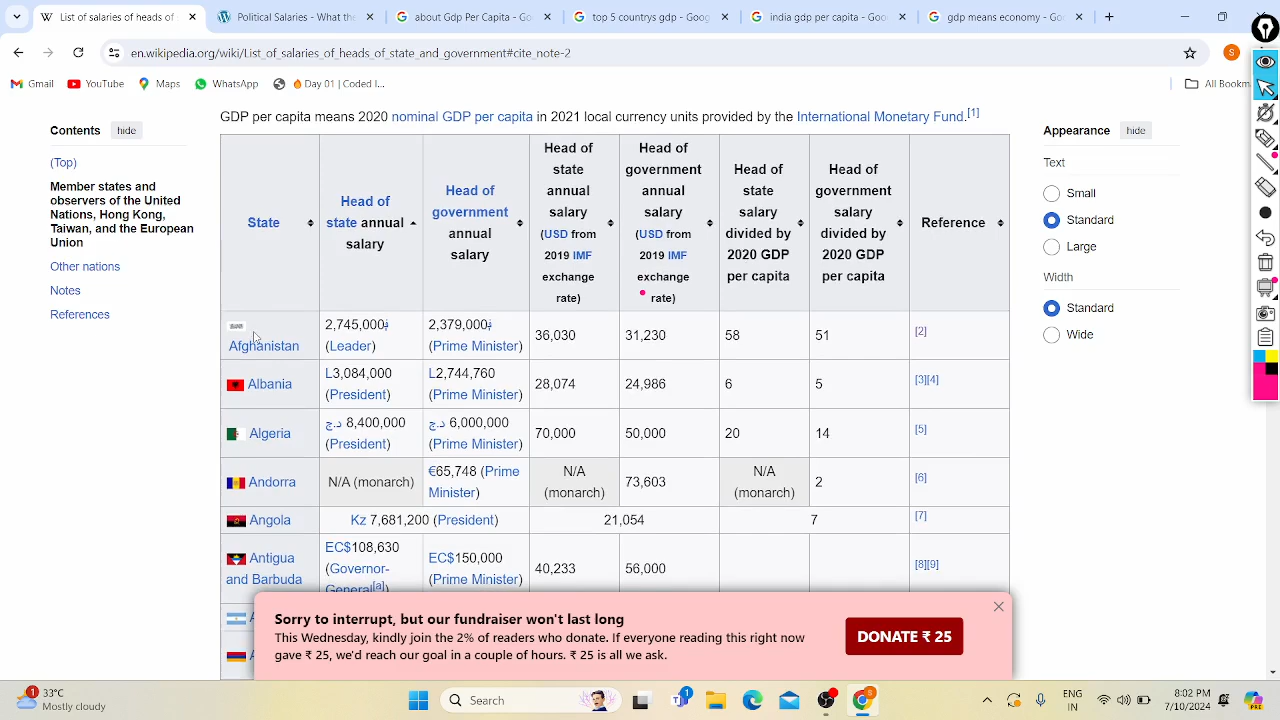 W List of salaries of heads of st
Political Salaries - What the
our Gdp Per Capita - Go
top 5 countrys gdp - Goog
india gdp per capita - Goo
gdp means economy - Goo
en.wikipedia.org/wiki/List_of_salaries_of_heads_of_state_and_government#cite_note
S
Gmail
YouTube
Maps
WhatsApp
Day 01 | Coded I...
All Bookm
GDP per capita means 2020 nominal GDP per capita in 2021 local currency units provided by the International Monetary Fund.[1]
Contents
hide
(Top)
Member states and
observers of the United
Nations, Hong Kong,
Taiwan, and the European
Union
Other nations
Notes
References
State
Head of
state annual
salary
Head of
government
annual
salary
Head of
state
annual
salary
(USD from
2019 IMF
exchange
rate)
Head of
government
annual
salary
(USD from
2019 IMF
exchange
rate)
Head of
state
salary
divided by
2020 GDP
per capita
Head of
government
salary
divided by
2020 GDP
per capita
Reference
Afghanistan
2,745,000؋
(Leader)
2,379,000؋
(Prime Minister)
36,030
31,230
58
51
[2]
Albania
L3,084,000
(President)
L2,744,760
(Prime Minister)
28,074
24,986
6
5
[3][4]
Algeria
د.ج 8,400,000
(President)
د.ج 6,000,000
(Prime Minister)
70,000
50,000
20
14
[5]
Andorra
N/A (monarch)
€65,748 (Prime
Minister)
N/A
(monarch)
73,603
N/A
(monarch)
2
[6]
Angola
Kz 7,681,200 (President)
21,054
7
[7]
Antigua
and Barbuda
EC$108,630
(Governor-
General[a]
EC$150,000
(Prime Minister)
40,233
56,000
[8][9]
Appearance
hide
Text
Small
Standard
Large
Width
Standard
Wide
Sorry to interrupt, but our fundraiser won't last long
This Wednesday, kindly join the 2% of readers who donate. If everyone reading this right now
gave ₹ 25, we'd reach our goal in a couple of hours. ₹ 25 is all we ask.
DONATE ₹ 25
1
33°C
Mostly cloudy
Search
1
S
ENG
IN
8:02 PM
7/10/2024
PRE